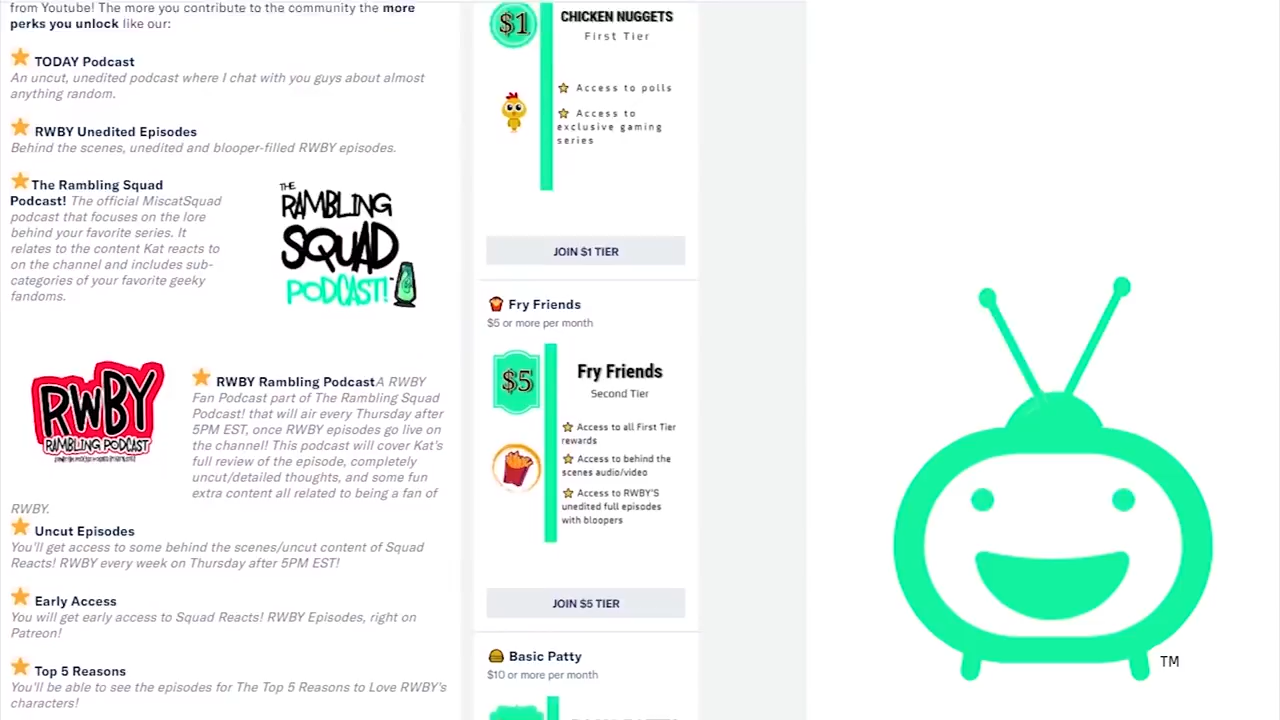 from Youtube! The more you contribute to the community the more
perks you unlock like our:
TODAY Podcast
An uncut, unedited podcast where I chat with you guys about almost
anything random.
RWBY Unedited Episodes
Behind the scenes, unedited and blooper-filled RWBY episodes.
The Rambling Squad
Podcast! The official MiscatSquad
podcast that focuses on the lore
behind your favorite series. It
relates to the content Kat reacts to
on the channel and includes sub-
categories of your favorite geeky
fandoms.
THE
RAMBLING
SQUAD
PODCAST!
RWBY
RAMBLING PODCAST
RWBY Rambling PodcastA RWBY
Fan Podcast part of The Rambling Squad
Podcast! that will air every Thursday after
5PM EST, once RWBY episodes go live on
the channel! This podcast will cover Kat's
full review of the episode, completely
uncut/detailed thoughts, and some fun
extra content all related to being a fan of
RWBY.
Uncut Episodes
You'll get access to some behind the scenes/uncut content of Squad
Reacts! RWBY every week on Thursday after 5PM EST!
Early Access
You will get early access to Squad Reacts! RWBY Episodes, right on
Patreon!
Top 5 Reasons
You'll be able to see the episodes for The Top 5 Reasons to Love RWBY's
characters!
$1
CHICKEN NUGGETS
First Tier
Access to polls
Access to
exclusive gaming
series
JOIN $1 TIER
Fry Friends
$5 or more per month
$5
Fry Friends
Second Tier
Access to all First Tier
rewards
Access to behind the
scenes audio/video
Access to RWBY'S
unedited full episodes
with bloopers
JOIN $5 TIER
Basic Patty
$10 or more per month
TM